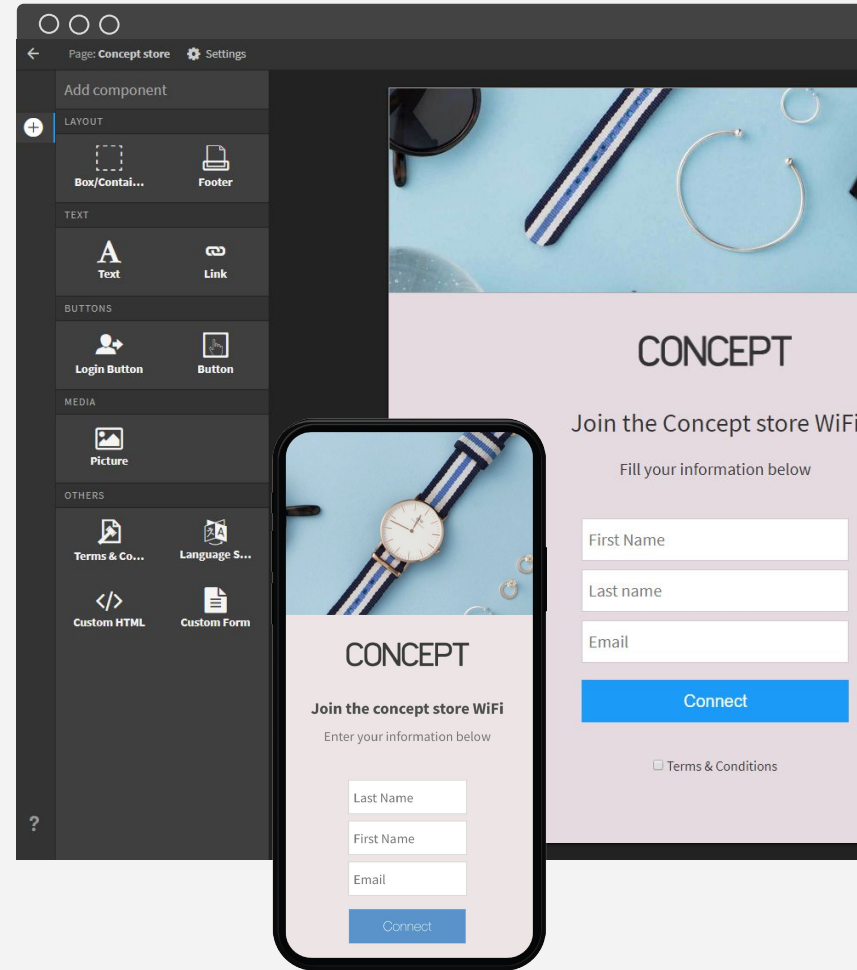 Page: Concept store Settings
Add component
LAYOUT
Box/Contai... Footer
TEXT
A
Text Link
BUTTONS
Login Button Button
MEDIA
Picture
OTHERS
Terms & Co... Language S...
</>
Custom HTML Custom Form
?
CONCEPT
Join the Concept store WiFi
Fill your information below
First Name
Last name
Email
Connect
Terms & Conditions
CONCEPT
Join the concept store WiFi
Enter your information below
Last Name
First Name
Email
Connect